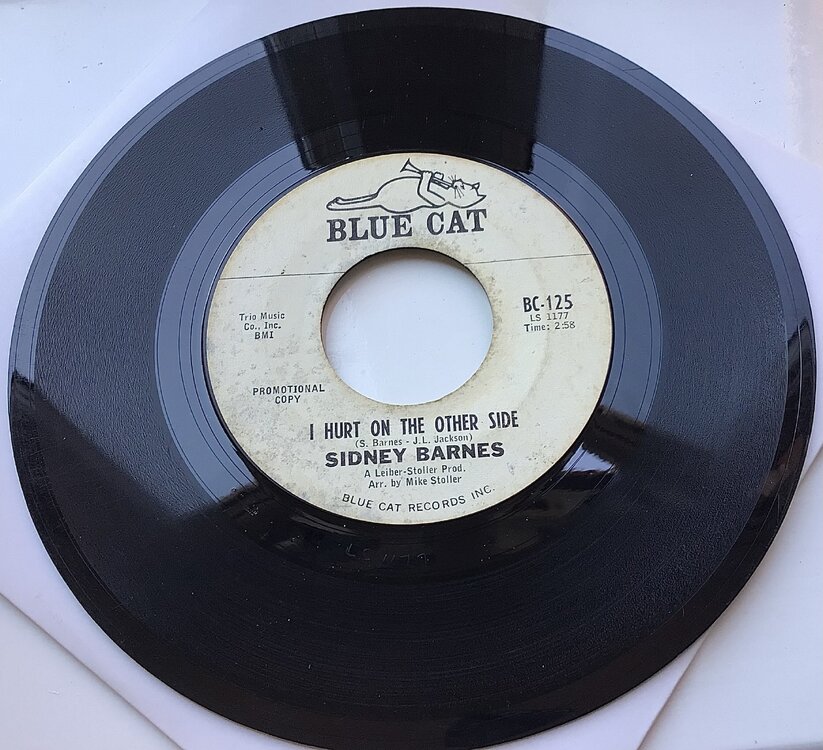 BLUE CAT
Trio Music
Co., Inc.
BMI
BC-125
LS 1177
Time: 2:58
PROMOTIONAL
COPY
I HURT ON THE OTHER SIDE
(S. Barnes - J.L. Jackson)
SIDNEY BARNES
A Leiber-Stoller Prod.
Arr. by Mike Stoller
BLUE CAT RECORDS INC.